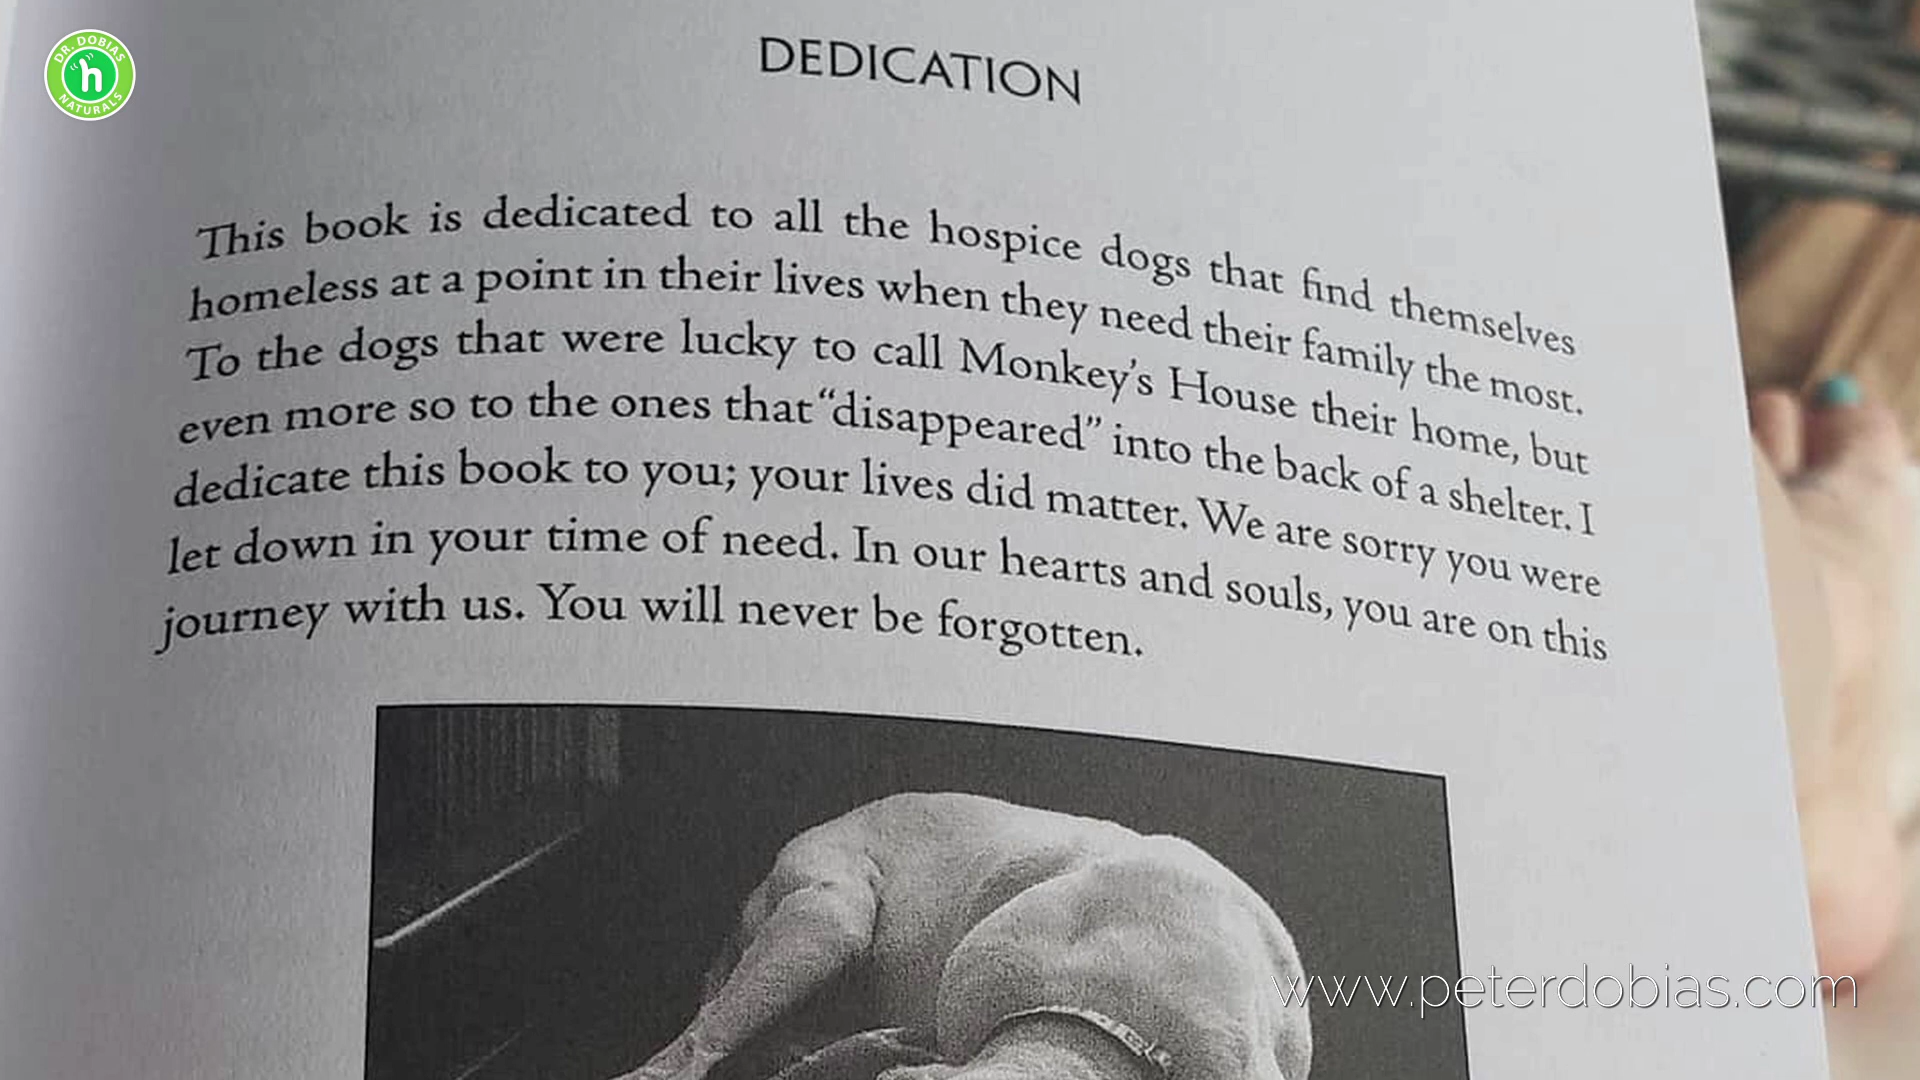 DR. DOBIAS
h
NATURALS
DEDICATION
This book is dedicated to all the hospice dogs that find themselves
homeless at a point in their lives when they need their family the most.
To the dogs that were lucky to call Monkey's House their home, but
even more so to the ones that "disappeared" into the back of a shelter. I
dedicate this book to you; your lives did matter. We are sorry you were
let down in your time of need. In our hearts and souls, you are on this
journey with us. You will never be forgotten.
www.peterdobias.com